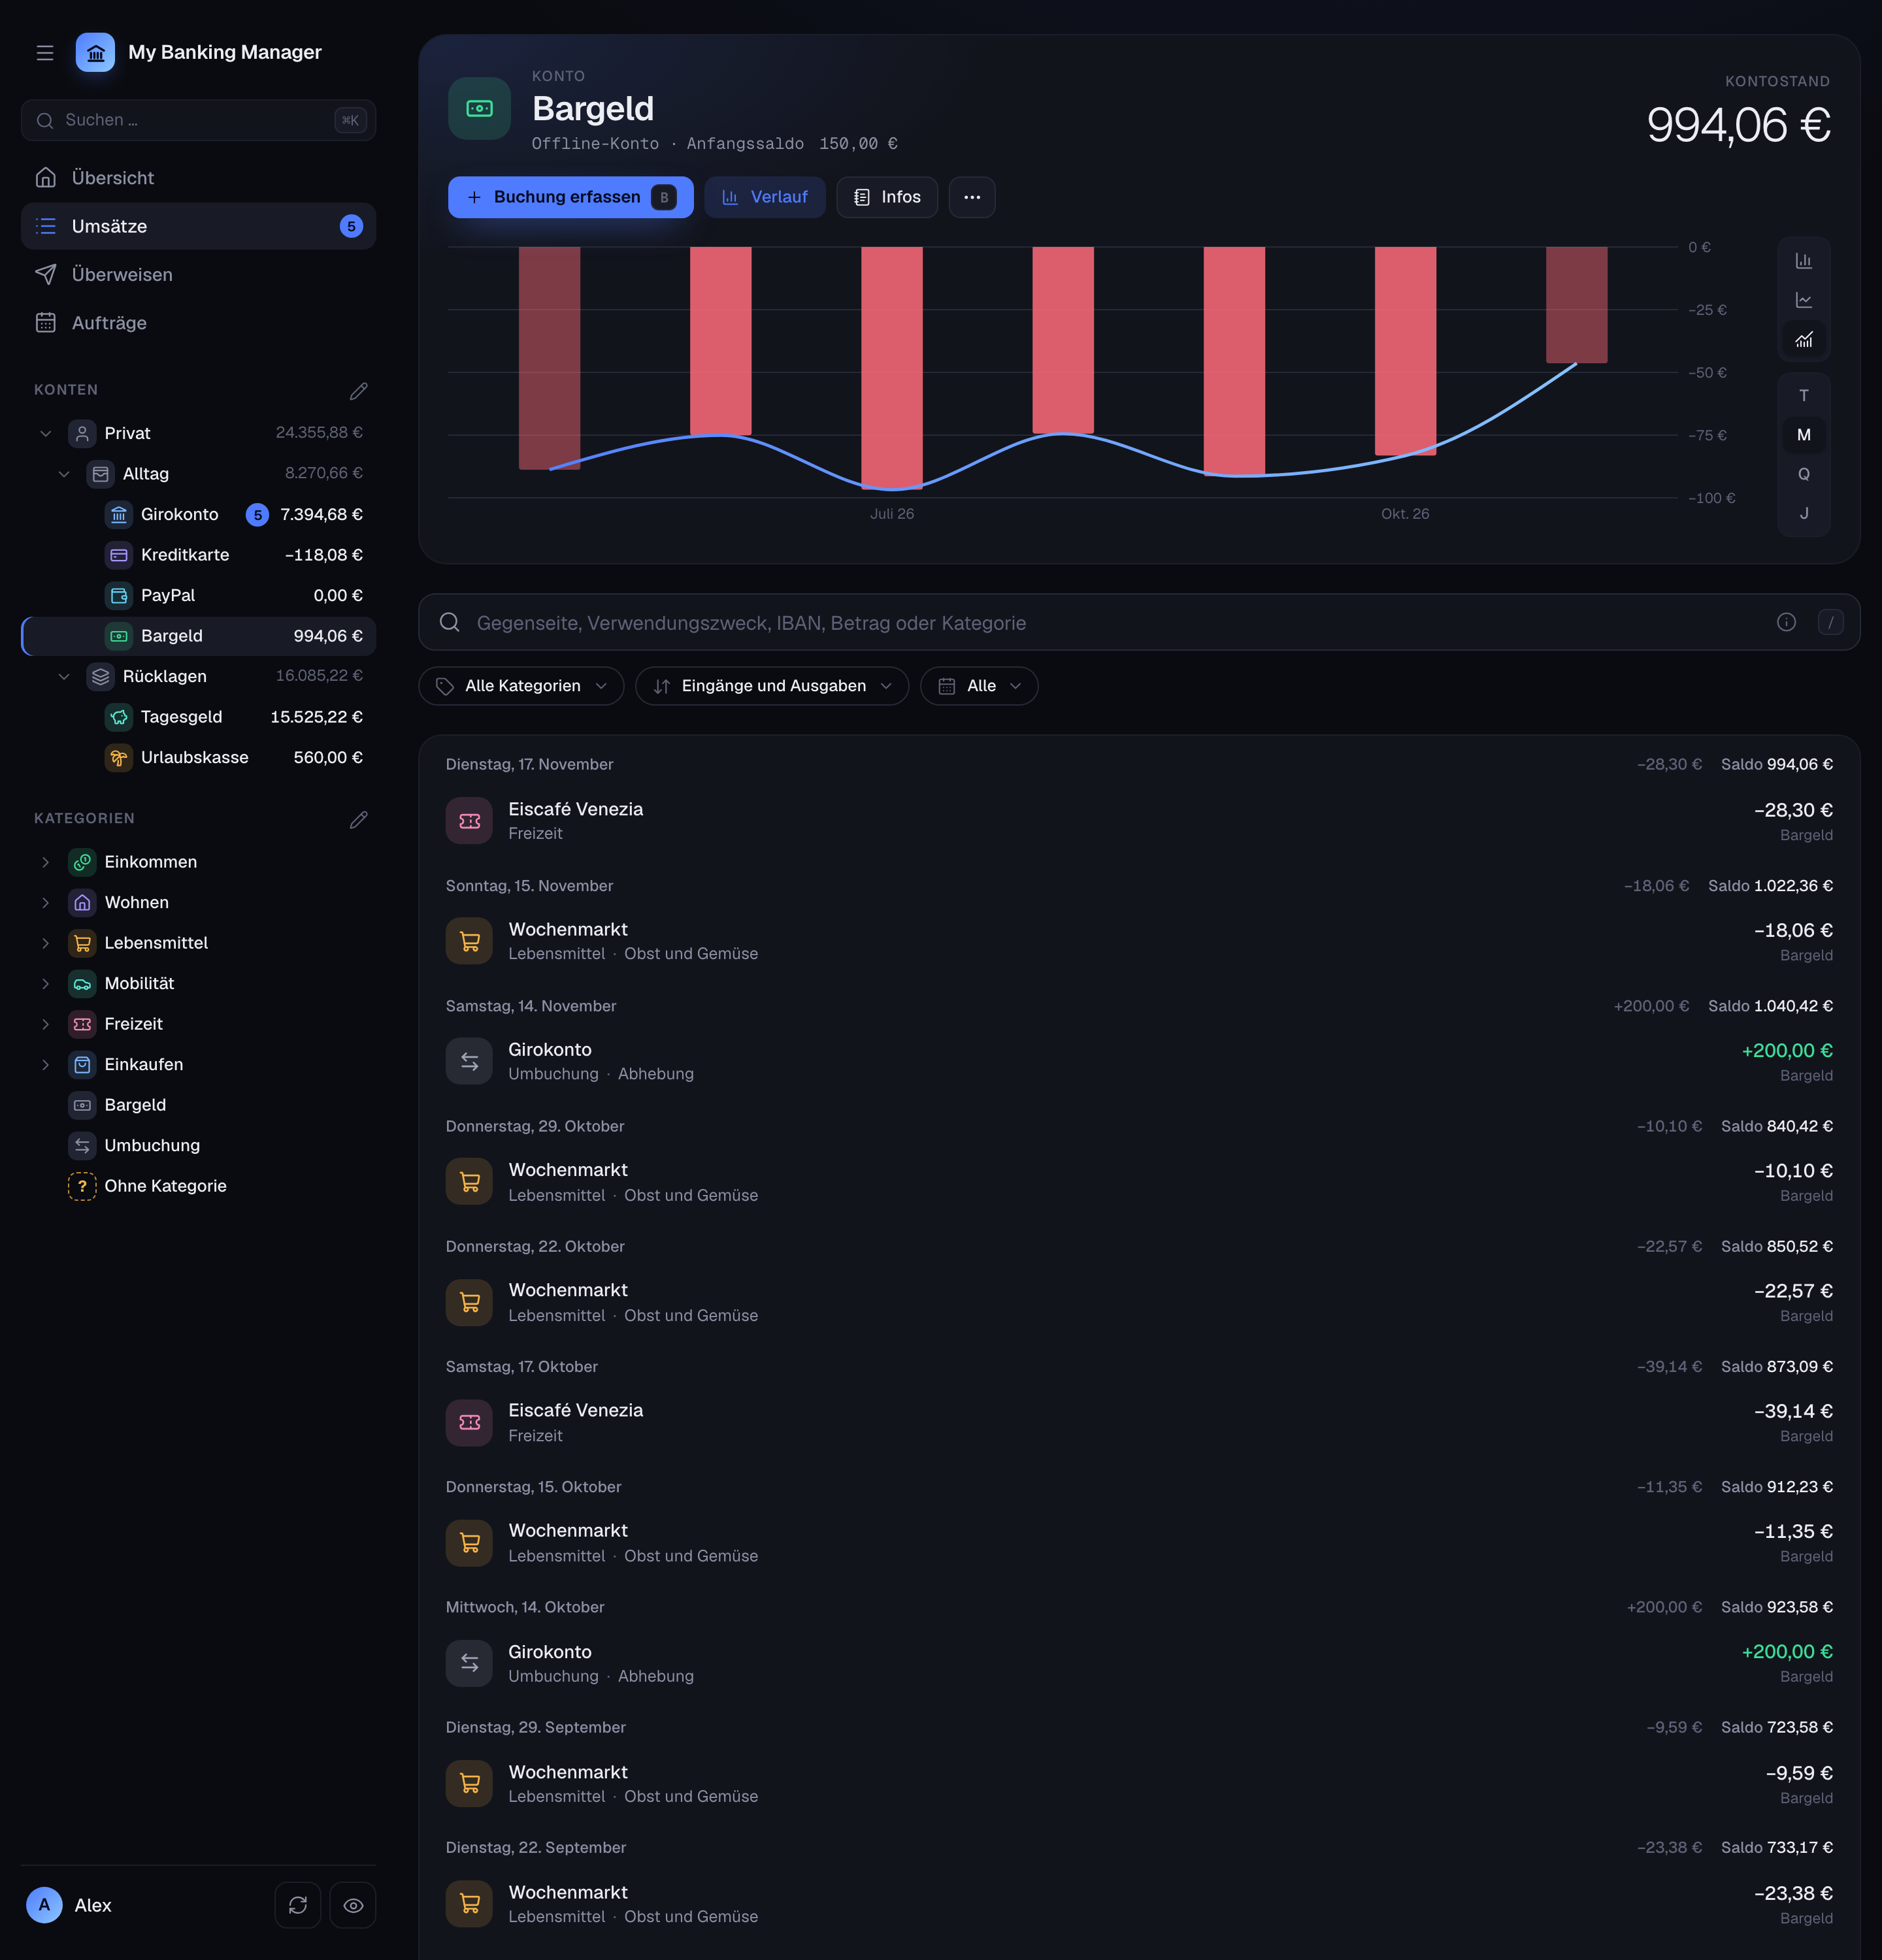 My Banking Manager
Suchen …
⌘K
Übersicht
Umsätze
5
Überweisen
Aufträge
KONTEN
Privat 24.355,88 €
Alltag 8.270,66 €
Girokonto 5 7.394,68 €
Kreditkarte −118,08 €
PayPal 0,00 €
Bargeld 994,06 €
Rücklagen 16.085,22 €
Tagesgeld 15.525,22 €
Urlaubskasse 560,00 €
KATEGORIEN
Einkommen
Wohnen
Lebensmittel
Mobilität
Freizeit
Einkaufen
Bargeld
Umbuchung
? Ohne Kategorie
A Alex
KONTO
Bargeld
Offline-Konto · Anfangssaldo 150,00 €
KONTOSTAND
994,06 €
Buchung erfassen B
Verlauf
Infos
0 €
−25 €
−50 €
−75 €
−100 €
Juli 26
Okt. 26
T
M
Q
J
Gegenseite, Verwendungszweck, IBAN, Betrag oder Kategorie
/
Alle Kategorien
Eingänge und Ausgaben
Alle
Dienstag, 17. November −28,30 € Saldo 994,06 €
Eiscafé Venezia −28,30 €
Freizeit Bargeld
Sonntag, 15. November −18,06 € Saldo 1.022,36 €
Wochenmarkt −18,06 €
Lebensmittel · Obst und Gemüse Bargeld
Samstag, 14. November +200,00 € Saldo 1.040,42 €
Girokonto +200,00 €
Umbuchung · Abhebung Bargeld
Donnerstag, 29. Oktober −10,10 € Saldo 840,42 €
Wochenmarkt −10,10 €
Lebensmittel · Obst und Gemüse Bargeld
Donnerstag, 22. Oktober −22,57 € Saldo 850,52 €
Wochenmarkt −22,57 €
Lebensmittel · Obst und Gemüse Bargeld
Samstag, 17. Oktober −39,14 € Saldo 873,09 €
Eiscafé Venezia −39,14 €
Freizeit Bargeld
Donnerstag, 15. Oktober −11,35 € Saldo 912,23 €
Wochenmarkt −11,35 €
Lebensmittel · Obst und Gemüse Bargeld
Mittwoch, 14. Oktober +200,00 € Saldo 923,58 €
Girokonto +200,00 €
Umbuchung · Abhebung Bargeld
Dienstag, 29. September −9,59 € Saldo 723,58 €
Wochenmarkt −9,59 €
Lebensmittel · Obst und Gemüse Bargeld
Dienstag, 22. September −23,38 € Saldo 733,17 €
Wochenmarkt −23,38 €
Lebensmittel · Obst und Gemüse Bargeld